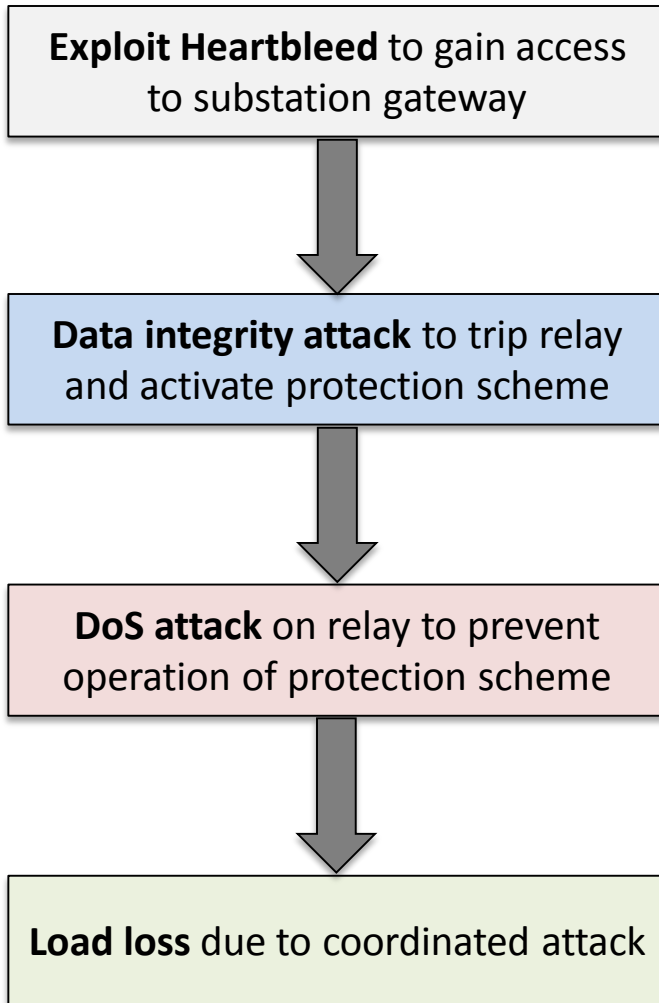 Exploit Heartbleed to gain access
to substation gateway
Data integrity attack to trip relay
and activate protection scheme
DoS attack on relay to prevent
operation of protection scheme
Load loss due to coordinated attack